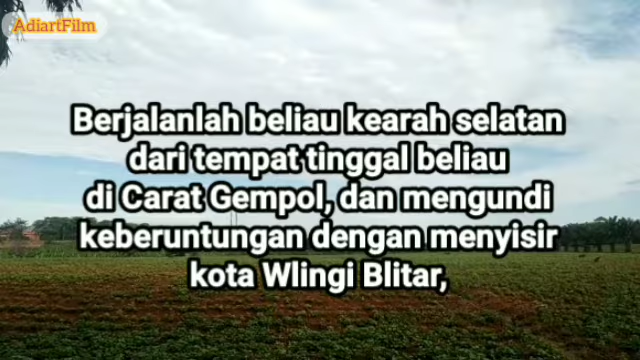 AdiartFilm
Berjalanlah beliau kearah selatan
dari tempat tinggal beliau
di Carat Gempol, dan mengundi
keberuntungan dengan menyisir
kota Wlingi Blitar,